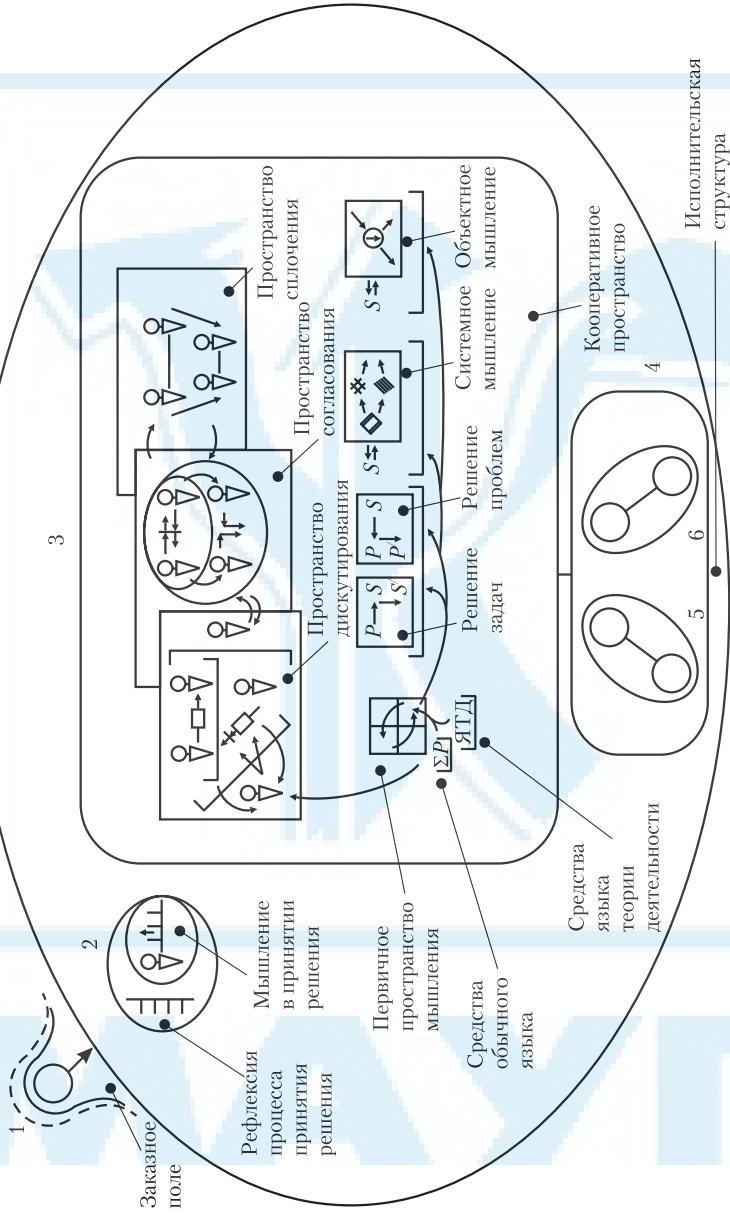 1
Заказное
поле
2
Рефлексия
процесса
принятия
решения
Мышление
в принятии
решения
3
Пространство
дискутирования
Пространство
согласования
Пространство
сплочения
Первичное
пространство
мышления
Средства
обычного
языка
Средства
языка
теории
деятельности
ΣP
ЯТД
P S
S'
P S
P'
S
S
Решение
задач
Решение
проблем
Системное
мышление
Объектное
мышление
Кооперативное
пространство
4
5
6
Исполнительская
структура